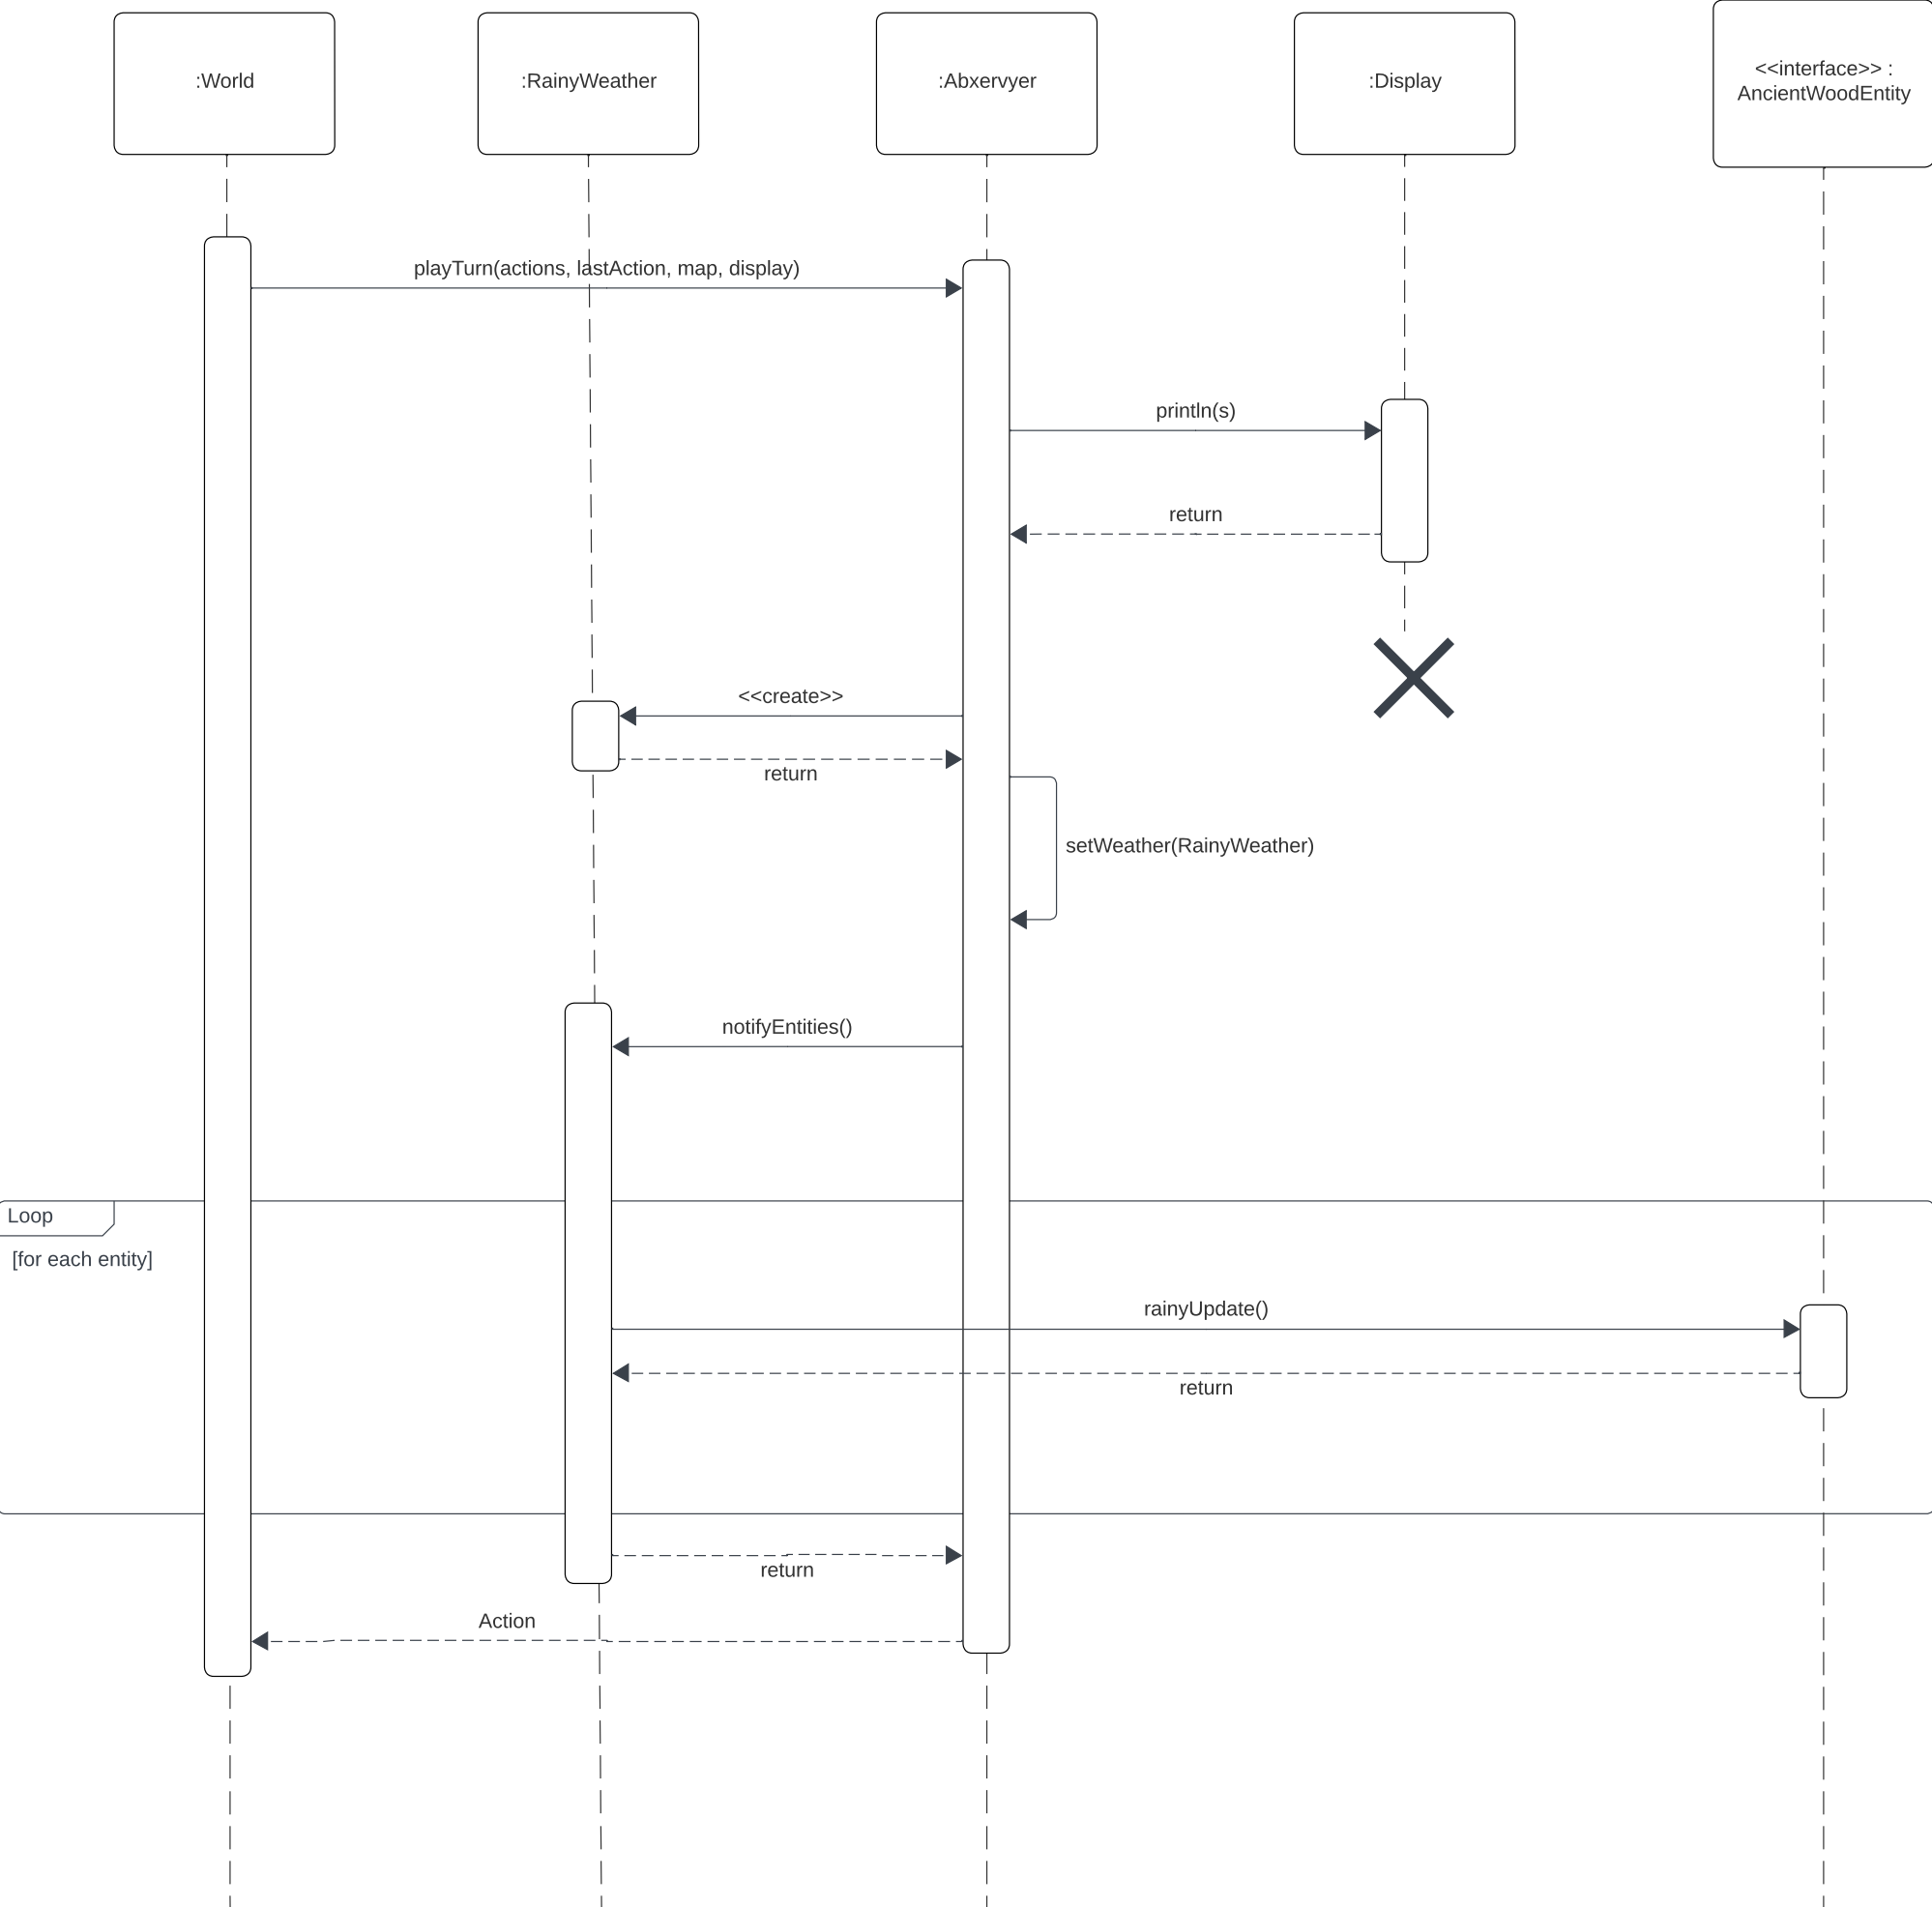 :World
:RainyWeather
:Abxervyer
:Display
<<interface>> :
AncientWoodEntity
playTurn(actions, lastAction, map, display)
println(s)
return
<<create>>
return
setWeather(RainyWeather)
notifyEntities()
Loop
[for each entity]
rainyUpdate()
return
return
Action